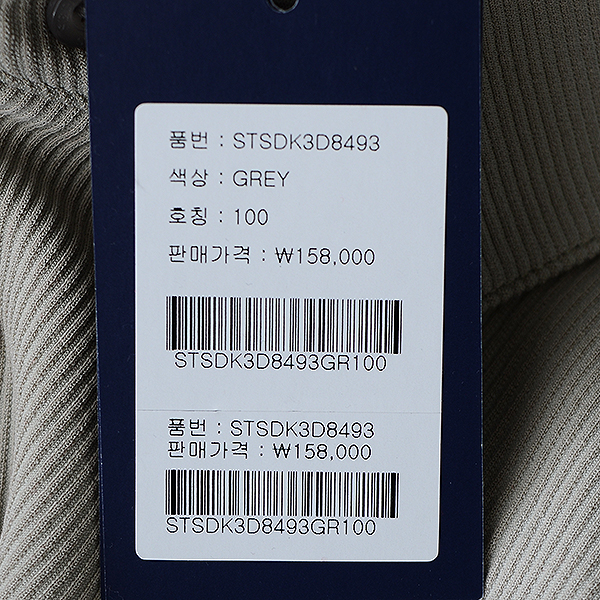 품번 : STSDK3D8493
색상 : GREY
호칭 : 100
판매가격 : ₩158,000
STSDK3D8493GR100
품번 : STSDK3D8493
판매가격 : ₩158,000
STSDK3D8493GR100